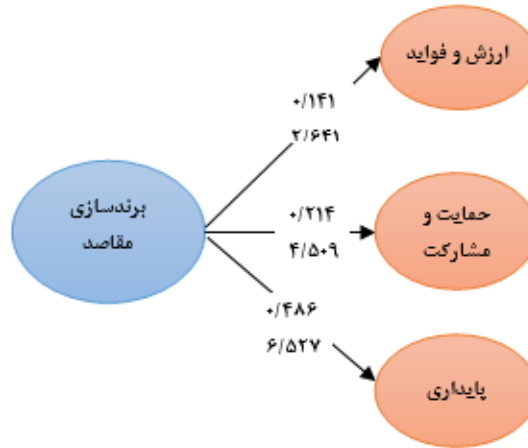 ارزش و فواید
۰/۱۴۱
۲/۶۴۱
برندسازی
مقاصد
۰/۲۱۴
۴/۵۰۹
حمایت و
مشارکت
۰/۴۸۶
۶/۵۲۷
پایداری